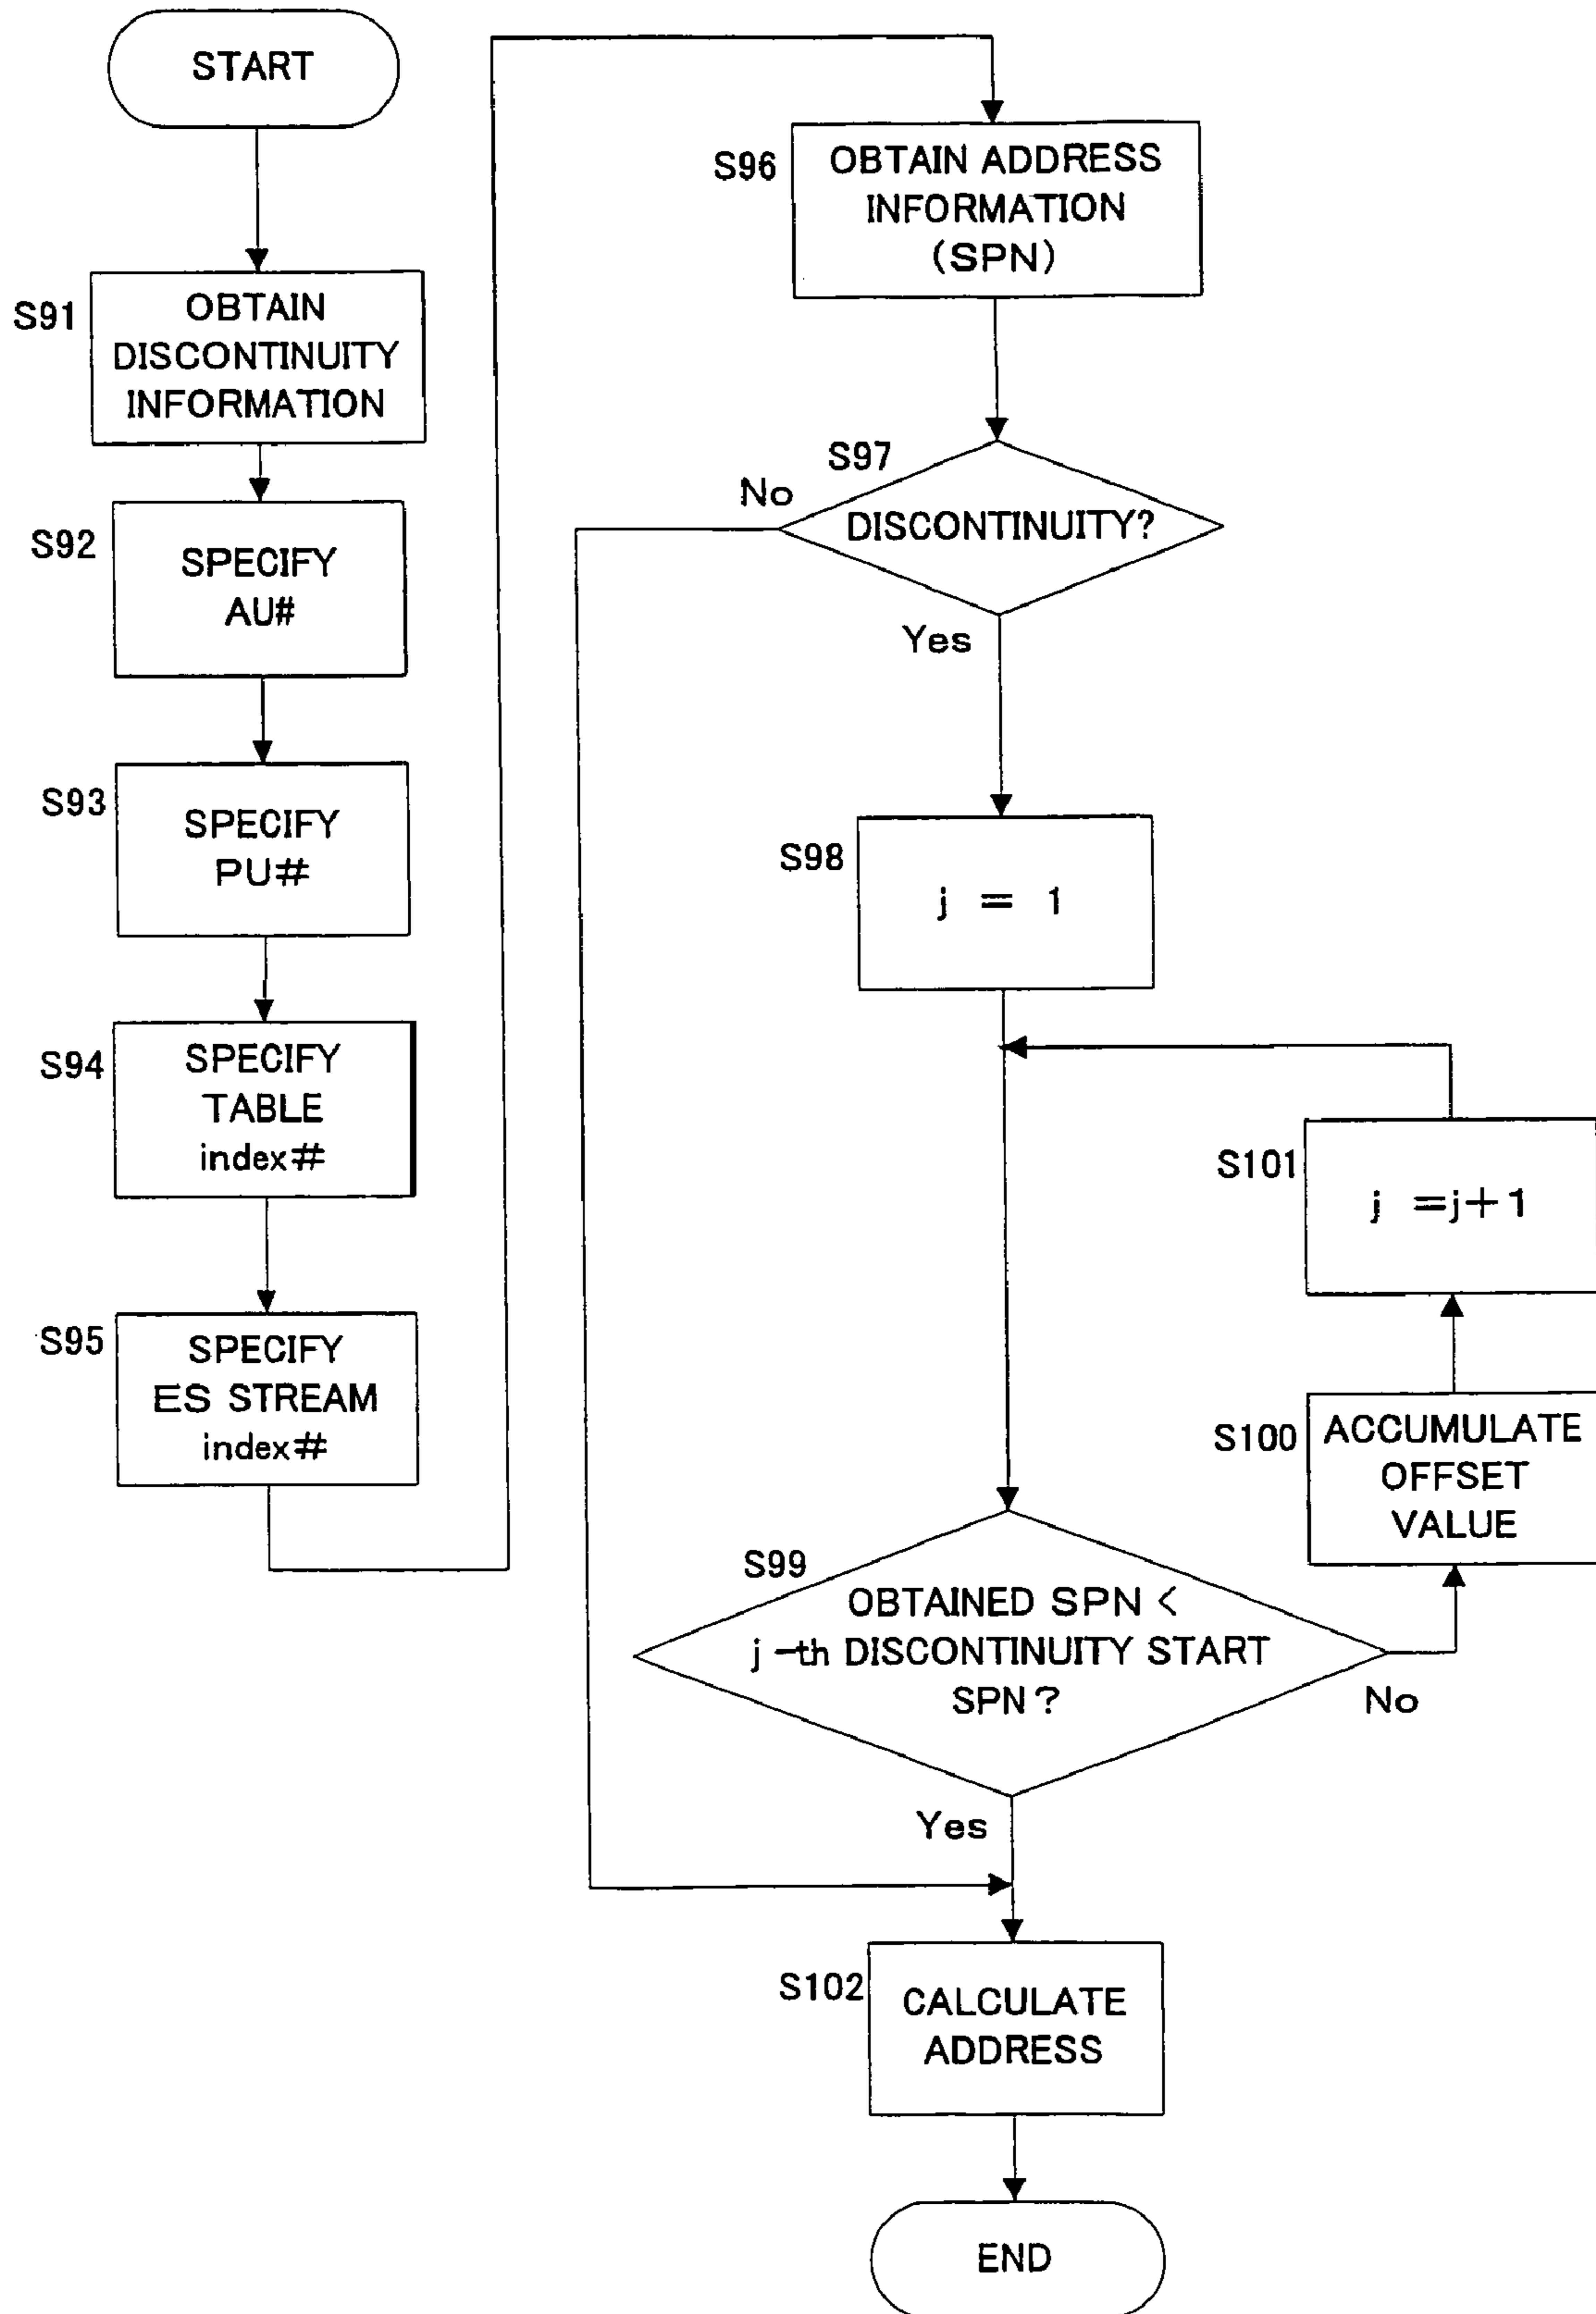 START
S91
OBTAIN
DISCONTINUITY
INFORMATION
S92
SPECIFY
AU#
S93
SPECIFY
PU#
S94
SPECIFY
TABLE
index#
S95
SPECIFY
ES STREAM
index#
S96
OBTAIN ADDRESS
INFORMATION
(SPN)
S97
DISCONTINUITY?
No
Yes
S98
j = 1
S99
OBTAINED SPN <
j-th DISCONTINUITY START
SPN?
No
Yes
S100
ACCUMULATE
OFFSET
VALUE
S101
j =j+1
S102
CALCULATE
ADDRESS
END